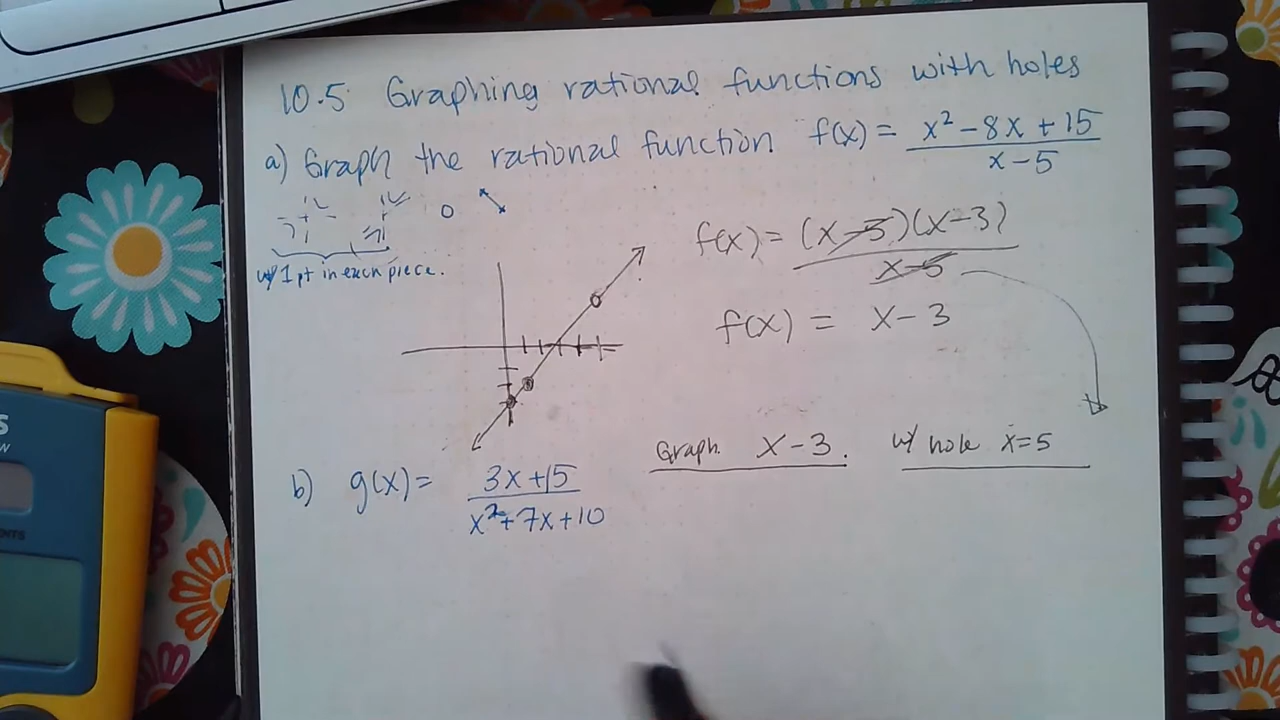 10.5 Graphing rational functions with holes
a) Graph the rational function f(x) = x² - 8x + 15 / x - 5
w/ 1 pt in each piece.
f(x) = (x-5)(x-3) / x-5
f(x) = x - 3
Graph x - 3. w/ hole x = 5
b) g(x) = 3x + 15 / x² + 7x + 10